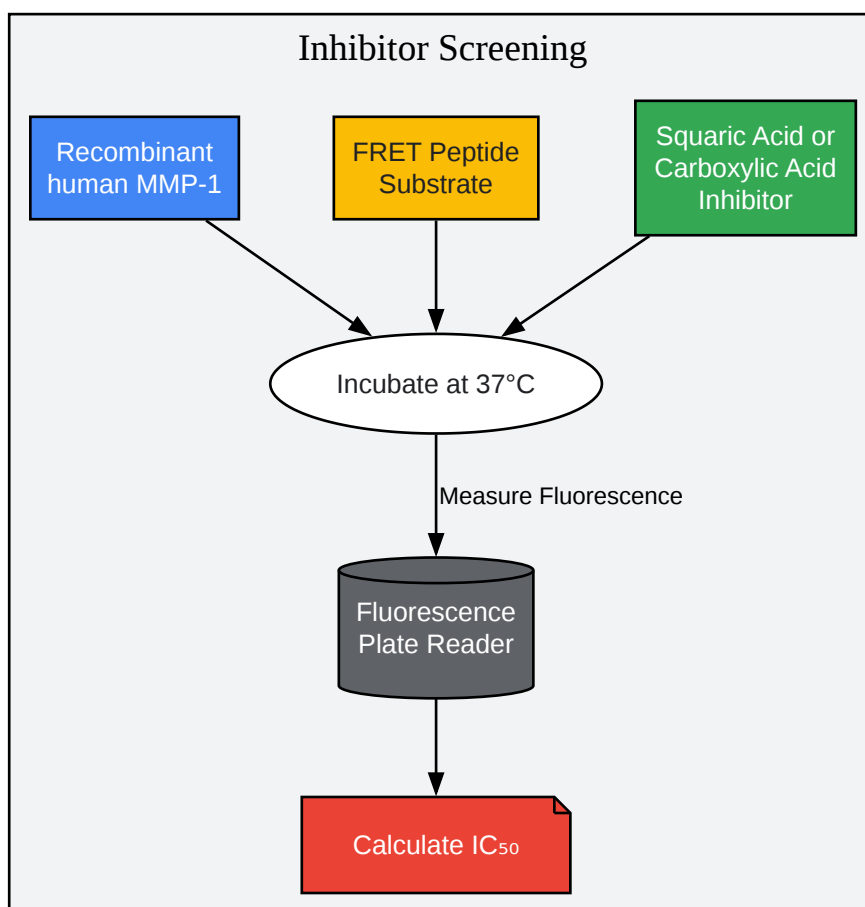 Inhibitor Screening
Recombinant
human MMP-1
FRET Peptide
Substrate
Squaric Acid or
Carboxylic Acid
Inhibitor
Incubate at 37°C
Measure Fluorescence
Fluorescence
Plate Reader
Calculate IC₅₀